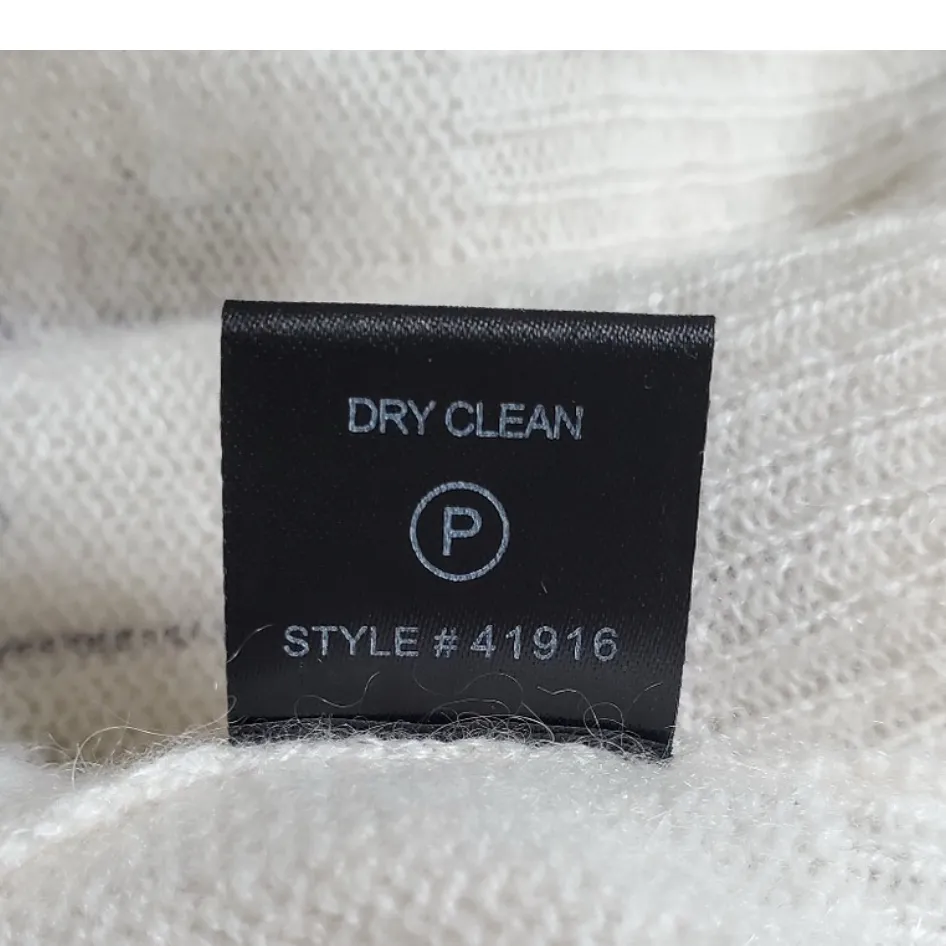 DRY CLEAN
P
STYLE # 41916